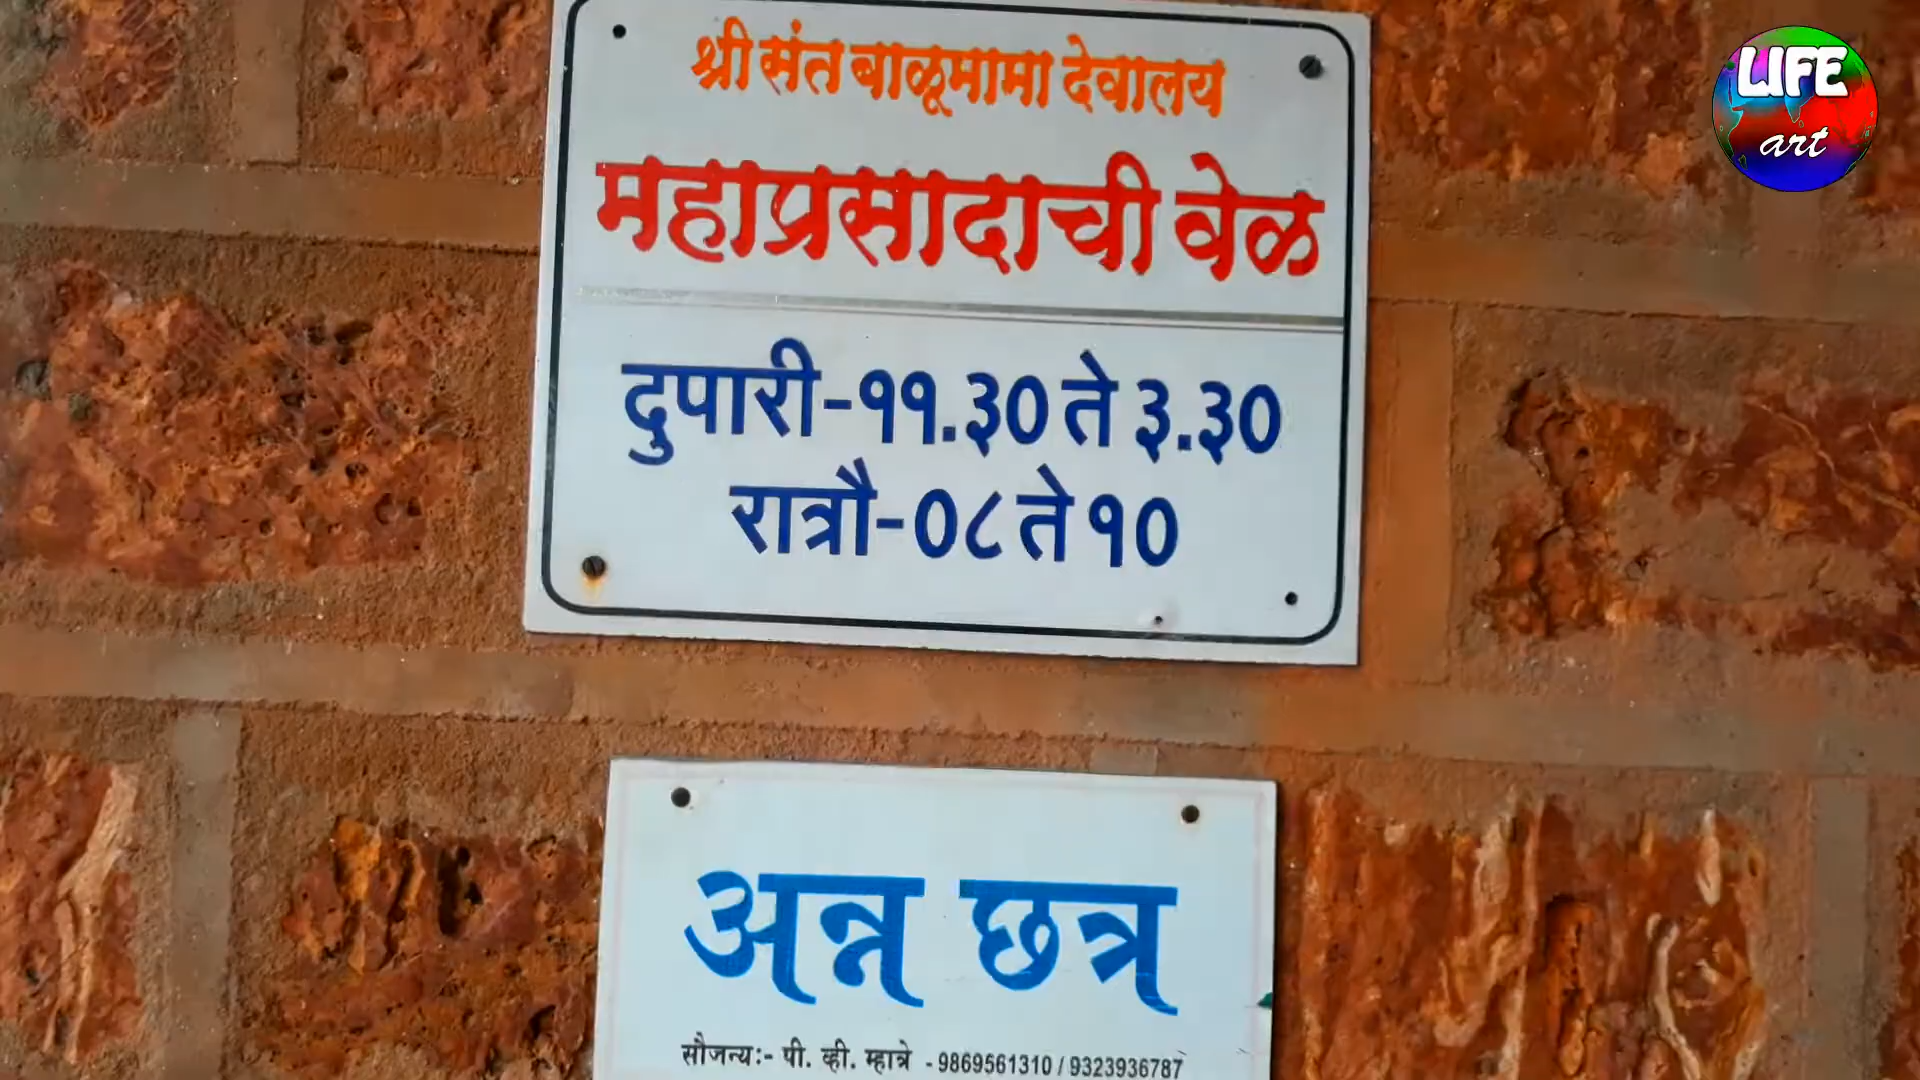 श्री संत बाळूमामा देवालय
महाप्रसादाची वेळ
दुपारी-११.३० ते ३.३०
रात्रौ-०८ ते १०
अन्न छत्र
सौजन्य:- पी. व्ही. म्हात्रे - 9869561310 / 9323936787
LIFE
art